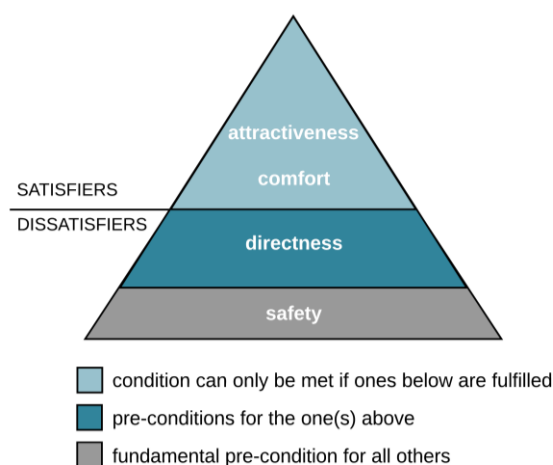 attractiveness
comfort
SATISFIERS
DISSATISFIERS
directness
safety
condition can only be met if ones below are fulfilled
pre-conditions for the one(s) above
fundamental pre-condition for all others